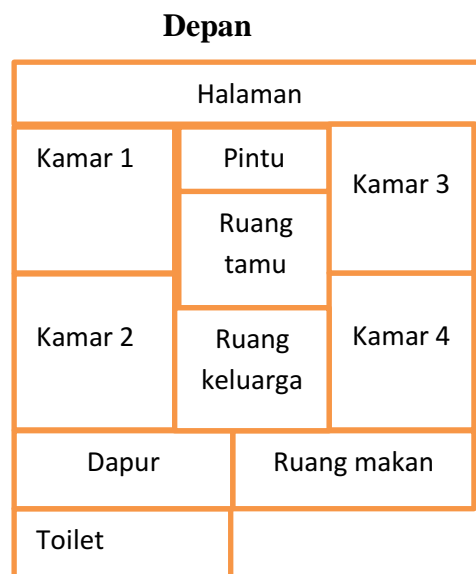 Depan
Halaman
Kamar 1
Pintu
Kamar 3
Ruang
tamu
Kamar 2
Ruang
keluarga
Kamar 4
Dapur
Ruang makan
Toilet